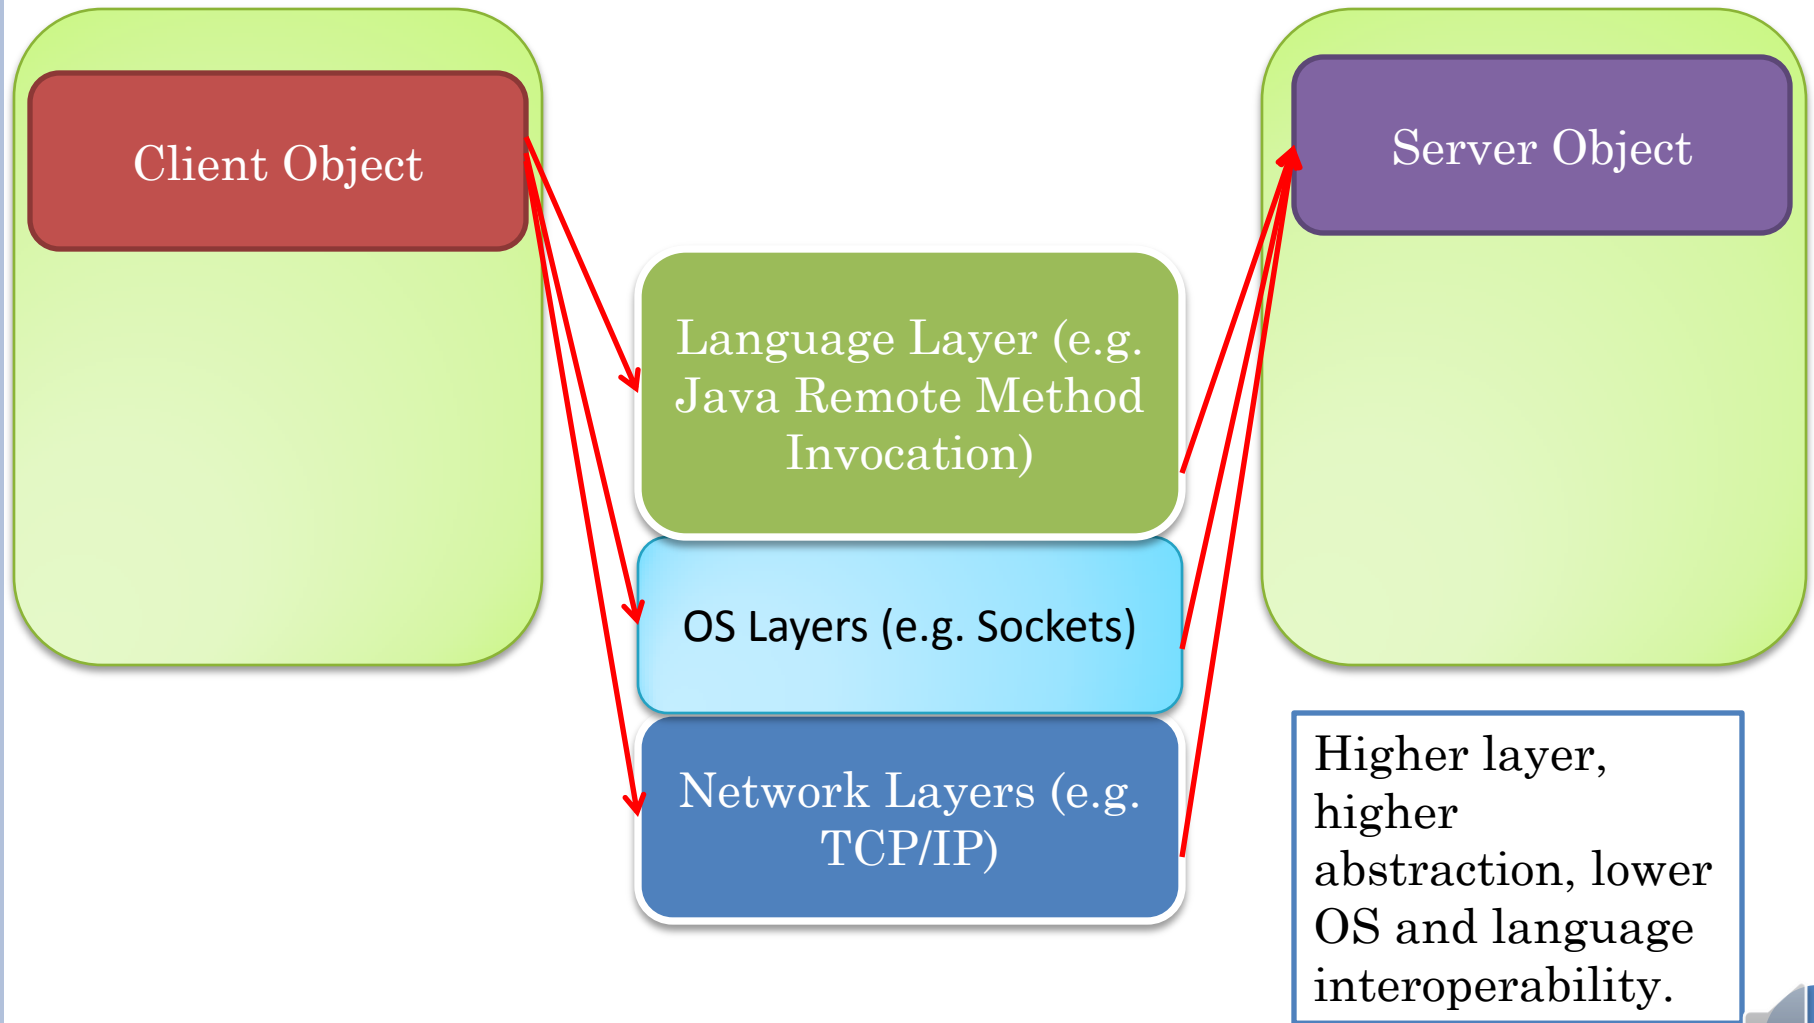 Client Object
Server Object
Language Layer (e.g.
Java Remote Method
Invocation)
OS Layers (e.g. Sockets)
Network Layers (e.g.
TCP/IP)
Higher layer,
higher
abstraction, lower
OS and language
interoperability.